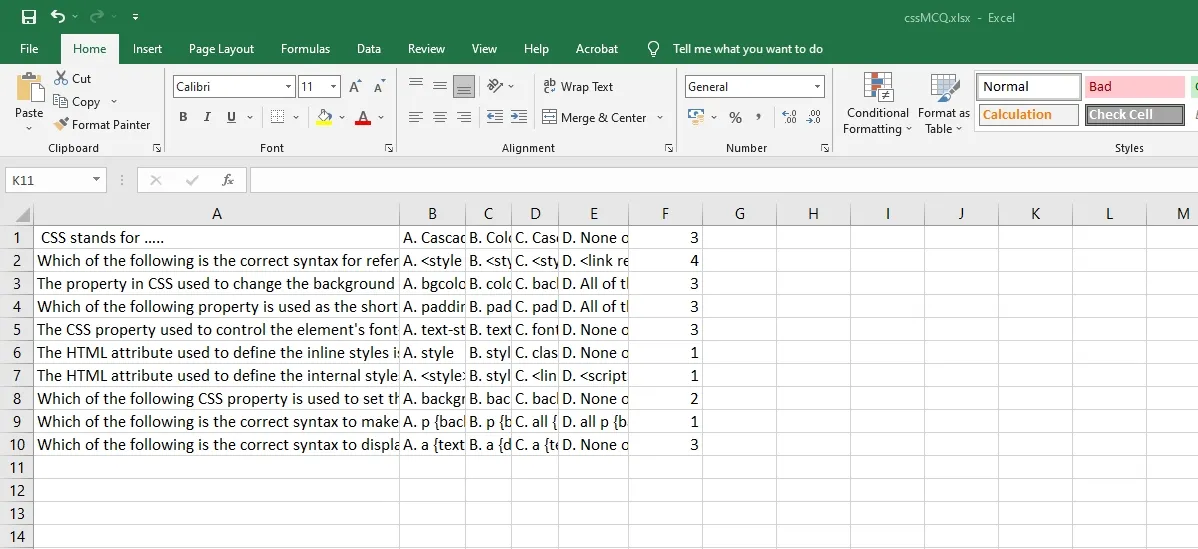 cssMCQ.xlsx - Excel
File Home Insert Page Layout Formulas Data Review View Help Acrobat Tell me what you want to do
Cut
Copy
Format Painter
Paste
Clipboard
Calibri 11 A A
B I U A
Font
Wrap Text
Merge & Center
Alignment
General
% , .00
Number
Conditional Formatting
Format as Table
Normal Bad
Calculation Check Cell
Styles
K11 fx
A B C D E F G H I J K L M
1 CSS stands for ..... A. Cascac B. Colo C. Casc D. None o 3
2 Which of the following is the correct syntax for refer A. <style B. <sty C. <sty D. <link re 4
3 The property in CSS used to change the background A. bgcolo B. colo C. bacl D. All of tl 3
4 Which of the following property is used as the short A. paddir B. pad C. pad D. All of tl 3
5 The CSS property used to control the element's font- A. text-st B. text C. font D. None o 3
6 The HTML attribute used to define the inline styles is A. style B. styl C. clas D. None o 1
7 The HTML attribute used to define the internal style A. <style> B. styl C. <lin D. <script 1
8 Which of the following CSS property is used to set th A. backgr B. bac C. bacl D. None o 2
9 Which of the following is the correct syntax to make A. p {bacl B. p {b C. all { D. all p {b 1
10 Which of the following is the correct syntax to displa A. a {text B. a {d C. a {te D. None o 3
11
12
13
14